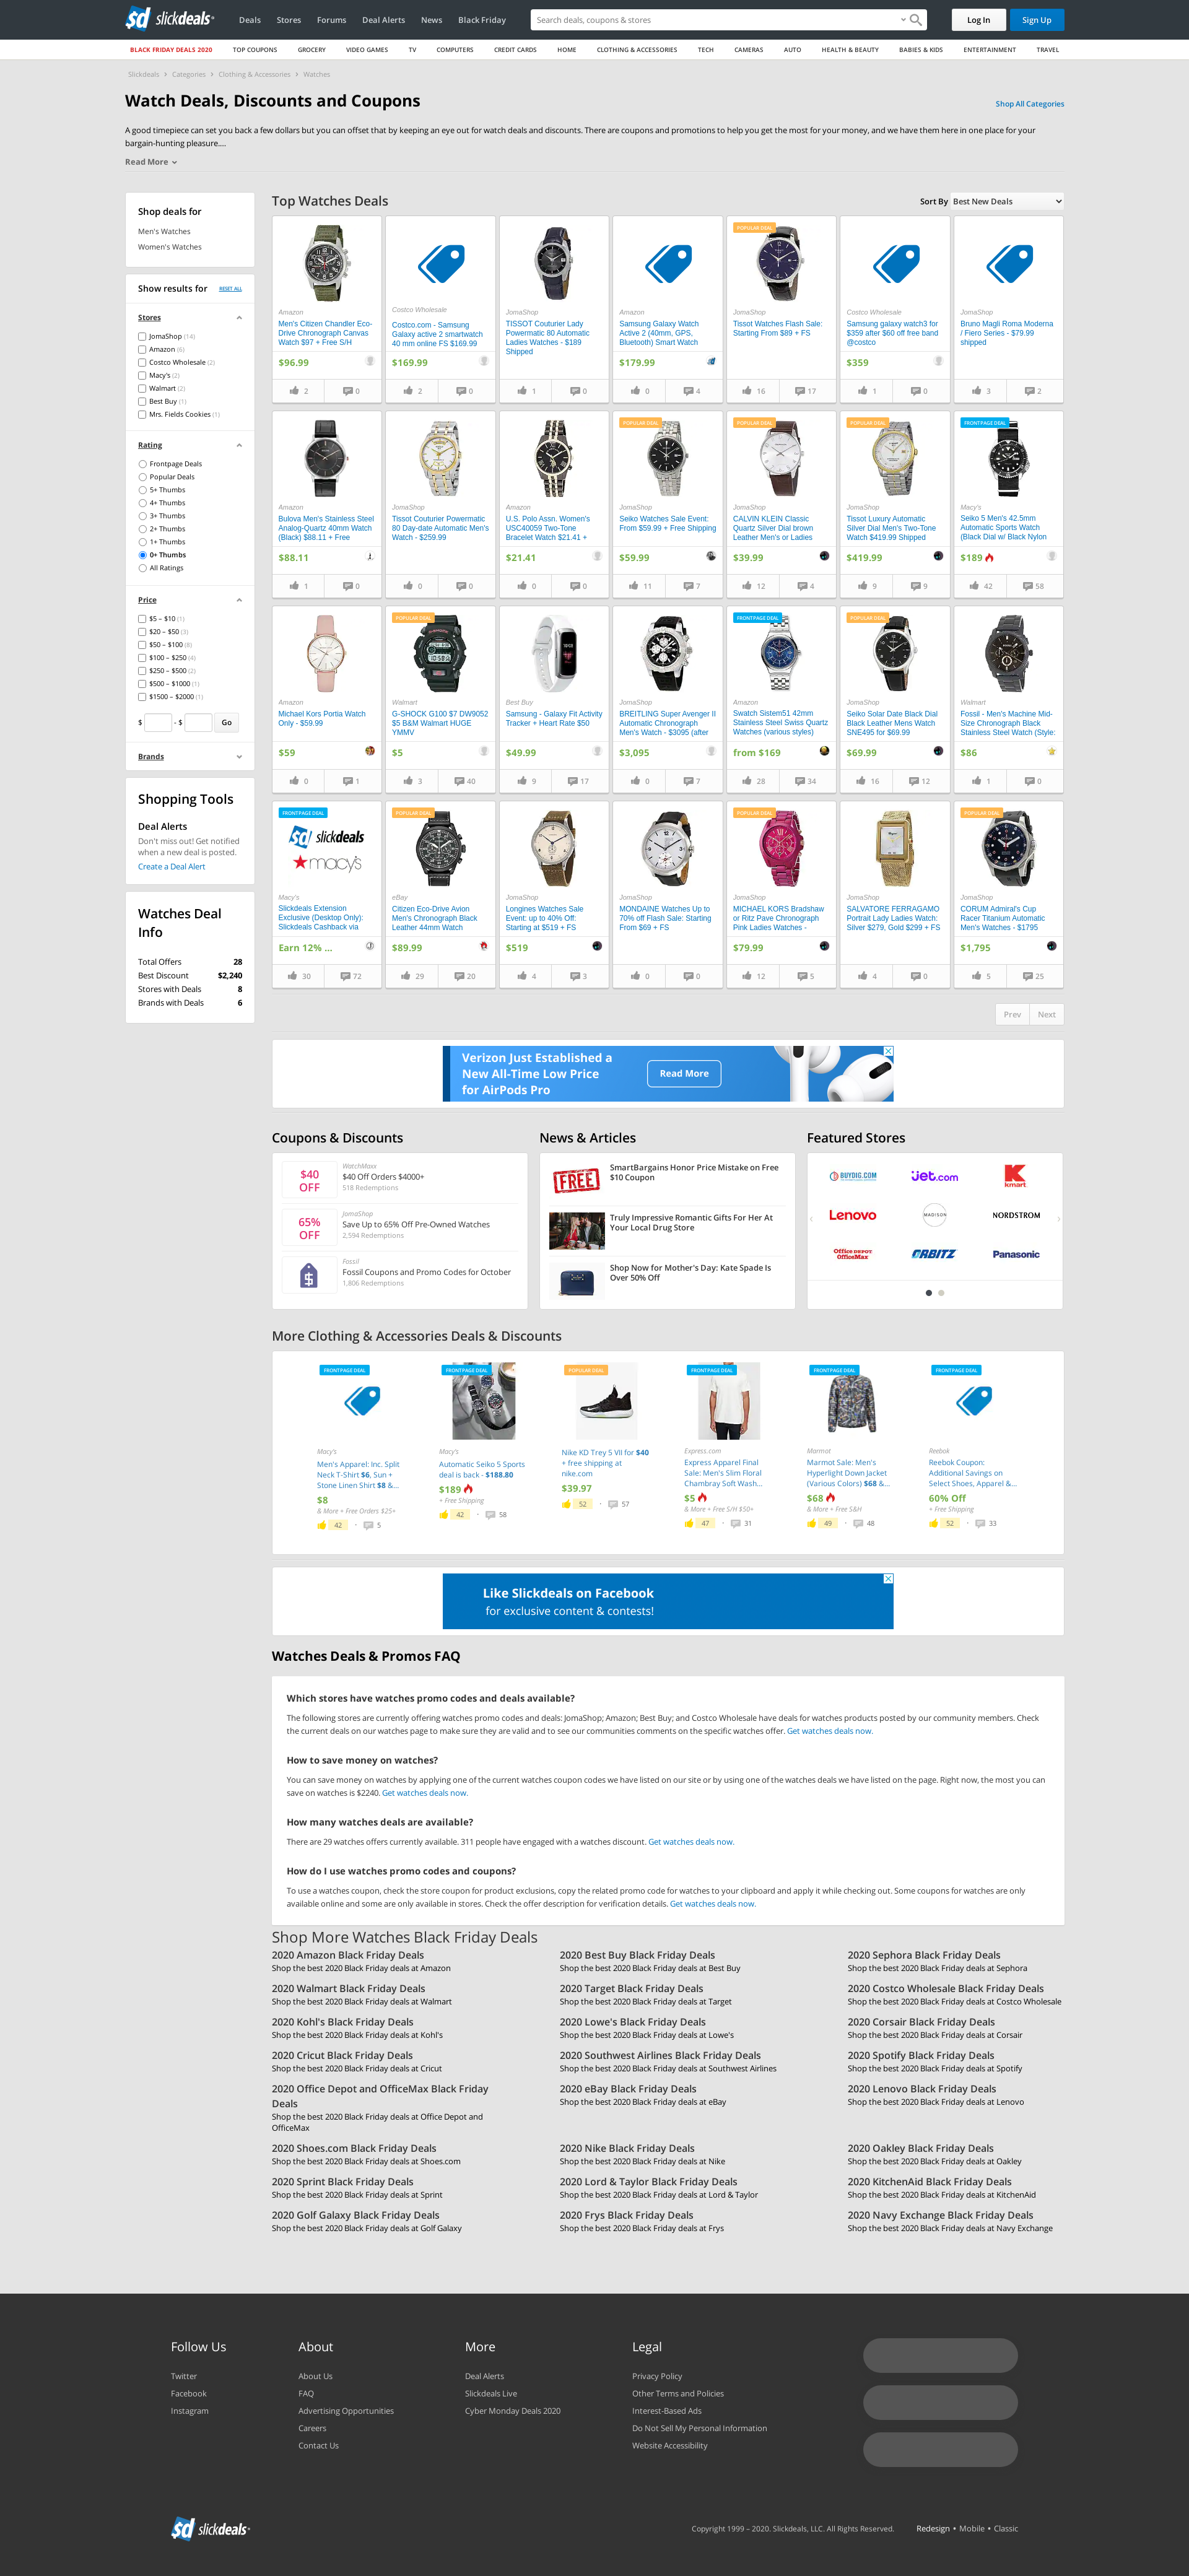 slickdeals
Deals Stores Forums Deal Alerts News Black Friday
Search deals, coupons & stores
Log In Sign Up
BLACK FRIDAY DEALS 2020 TOP COUPONS GROCERY VIDEO GAMES TV COMPUTERS CREDIT CARDS HOME CLOTHING & ACCESSORIES TECH CAMERAS AUTO HEALTH & BEAUTY BABIES & KIDS ENTERTAINMENT TRAVEL
Slickdeals > Categories > Clothing & Accessories > Watches
Watch Deals, Discounts and Coupons
Shop All Categories
A good timepiece can set you back a few dollars but you can offset that by keeping an eye out for watch deals and discounts. There are coupons and promotions to help you get the most for your money, and we have them here in one place for your
bargain-hunting pleasure....
Read More
Shop deals for
Men's Watches
Women's Watches
Show results for RESET ALL
Stores
JomaShop (14)
Amazon (6)
Costco Wholesale (2)
Macy's (2)
Walmart (2)
Best Buy (1)
Mrs. Fields Cookies (1)
Rating
Frontpage Deals
Popular Deals
5+ Thumbs
4+ Thumbs
3+ Thumbs
2+ Thumbs
1+ Thumbs
0+ Thumbs
All Ratings
Price
$5 – $10 (1)
$20 – $50 (3)
$50 – $100 (8)
$100 – $250 (4)
$250 – $500 (2)
$500 – $1000 (1)
$1500 – $2000 (1)
$ - $ Go
Brands
Shopping Tools
Deal Alerts
Don't miss out! Get notified
when a new deal is posted.
Create a Deal Alert
Watches Deal
Info
Total Offers 28
Best Discount $2,240
Stores with Deals 8
Brands with Deals 6
Top Watches Deals
Sort By Best New Deals
Amazon
Men's Citizen Chandler Eco-
Drive Chronograph Canvas
Watch $97 + Free S/H
$96.99
2 0
Costco Wholesale
Costco.com - Samsung
Galaxy active 2 smartwatch
40 mm online FS $169.99
$169.99
2 0
JomaShop
TISSOT Couturier Lady
Powermatic 80 Automatic
Ladies Watches - $189
Shipped
1 0
Amazon
Samsung Galaxy Watch
Active 2 (40mm, GPS,
Bluetooth) Smart Watch
$179.99
0 4
POPULAR DEAL
JomaShop
Tissot Watches Flash Sale:
Starting From $89 + FS
16 17
Costco Wholesale
Samsung galaxy watch3 for
$359 after $60 off free band
@costco
$359
1 0
JomaShop
Bruno Magli Roma Moderna
/ Fiero Series - $79.99
shipped
3 2
Amazon
Bulova Men's Stainless Steel
Analog-Quartz 40mm Watch
(Black) $88.11 + Free
$88.11
1 0
JomaShop
Tissot Couturier Powermatic
80 Day-date Automatic Men's
Watch - $259.99
0 0
Amazon
U.S. Polo Assn. Women's
USC40059 Two-Tone
Bracelet Watch $21.41 +
$21.41
0 0
POPULAR DEAL
JomaShop
Seiko Watches Sale Event:
From $59.99 + Free Shipping
$59.99
11 7
POPULAR DEAL
JomaShop
CALVIN KLEIN Classic
Quartz Silver Dial brown
Leather Men's or Ladies
$39.99
12 4
POPULAR DEAL
JomaShop
Tissot Luxury Automatic
Silver Dial Men's Two-Tone
Watch $419.99 Shipped
$419.99
9 9
FRONTPAGE DEAL
Macy's
Seiko 5 Men's 42.5mm
Automatic Sports Watch
(Black Dial w/ Black Nylon
$189
42 58
Amazon
Michael Kors Portia Watch
Only - $59.99
$59
0 1
POPULAR DEAL
Walmart
G-SHOCK G100 $7 DW9052
$5 B&M Walmart HUGE
YMMV
$5
3 40
Best Buy
Samsung - Galaxy Fit Activity
Tracker + Heart Rate $50
$49.99
9 17
JomaShop
BREITLING Super Avenger II
Automatic Chronograph
Men's Watch - $3095 (after
$3,095
0 7
FRONTPAGE DEAL
Amazon
Swatch Sistem51 42mm
Stainless Steel Swiss Quartz
Watches (various styles)
from $169
28 34
POPULAR DEAL
JomaShop
Seiko Solar Date Black Dial
Black Leather Mens Watch
SNE495 for $69.99
$69.99
16 12
Walmart
Fossil - Men's Machine Mid-
Size Chronograph Black
Stainless Steel Watch (Style:
$86
1 0
FRONTPAGE DEAL
slickdeals
macy's
Macy's
Slickdeals Extension
Exclusive (Desktop Only):
Slickdeals Cashback via
Earn 12% ...
30 72
POPULAR DEAL
eBay
Citizen Eco-Drive Avion
Men's Chronograph Black
Leather 44mm Watch
$89.99
29 20
JomaShop
Longines Watches Sale
Event: up to 40% Off:
Starting at $519 + FS
$519
4 3
JomaShop
MONDAINE Watches Up to
70% off Flash Sale: Starting
From $69 + FS
0 0
POPULAR DEAL
JomaShop
MICHAEL KORS Bradshaw
or Ritz Pave Chronograph
Pink Ladies Watches -
$79.99
12 5
JomaShop
SALVATORE FERRAGAMO
Portrait Lady Ladies Watch:
Silver $279, Gold $299 + FS
4 0
POPULAR DEAL
JomaShop
CORUM Admiral's Cup
Racer Titanium Automatic
Men's Watches - $1795
$1,795
5 25
Prev Next
Verizon Just Established a
New All-Time Low Price
for AirPods Pro
Read More
Coupons & Discounts
$40
OFF
WatchMaxx
$40 Off Orders $4000+
518 Redemptions
65%
OFF
JomaShop
Save Up to 65% Off Pre-Owned Watches
2,594 Redemptions
Fossil
Fossil Coupons and Promo Codes for October
1,806 Redemptions
News & Articles
FREE
SmartBargains Honor Price Mistake on Free
$10 Coupon
Truly Impressive Romantic Gifts For Her At
Your Local Drug Store
Shop Now for Mother's Day: Kate Spade Is
Over 50% Off
Featured Stores
BUYDIG.COM jet.com Kmart
Lenovo MADISON NORDSTROM
Office DEPOT OfficeMax ORBITZ Panasonic
More Clothing & Accessories Deals & Discounts
FRONTPAGE DEAL
Macy's
Men's Apparel: Inc. Split
Neck T-Shirt $6, Sun +
Stone Linen Shirt $8 &...
$8
& More + Free Orders $25+
42 • 5
FRONTPAGE DEAL
Macy's
Automatic Seiko 5 Sports
deal is back - $188.80
$189
+ Free Shipping
42 • 58
POPULAR DEAL
Nike KD Trey 5 VII for $40
+ free shipping at
nike.com
$39.97
52 • 57
FRONTPAGE DEAL
Express.com
Express Apparel Final
Sale: Men's Slim Floral
Chambray Soft Wash...
$5
& More + Free S/H $50+
47 • 31
FRONTPAGE DEAL
Marmot
Marmot Sale: Men's
Hyperlight Down Jacket
(Various Colors) $68 &...
$68
& More + Free S&H
49 • 48
FRONTPAGE DEAL
Reebok
Reebok Coupon:
Additional Savings on
Select Shoes, Apparel &...
60% Off
+ Free Shipping
52 • 33
Like Slickdeals on Facebook
for exclusive content & contests!
Watches Deals & Promos FAQ
Which stores have watches promo codes and deals available?
The following stores are currently offering watches promo codes and deals: JomaShop; Amazon; Best Buy; and Costco Wholesale have deals for watches products posted by our community members. Check
the current deals on our watches page to make sure they are valid and to see our communities comments on the specific watches offer. Get watches deals now.
How to save money on watches?
You can save money on watches by applying one of the current watches coupon codes we have listed on our site or by using one of the watches deals we have listed on the page. Right now, the most you can
save on watches is $2240. Get watches deals now.
How many watches deals are available?
There are 29 watches offers currently available. 311 people have engaged with a watches discount. Get watches deals now.
How do I use watches promo codes and coupons?
To use a watches coupon, check the store coupon for product exclusions, copy the related promo code for watches to your clipboard and apply it while checking out. Some coupons for watches are only
available online and some are only available in stores. Check the offer description for verification details. Get watches deals now.
Shop More Watches Black Friday Deals
2020 Amazon Black Friday Deals
Shop the best 2020 Black Friday deals at Amazon
2020 Best Buy Black Friday Deals
Shop the best 2020 Black Friday deals at Best Buy
2020 Sephora Black Friday Deals
Shop the best 2020 Black Friday deals at Sephora
2020 Walmart Black Friday Deals
Shop the best 2020 Black Friday deals at Walmart
2020 Target Black Friday Deals
Shop the best 2020 Black Friday deals at Target
2020 Costco Wholesale Black Friday Deals
Shop the best 2020 Black Friday deals at Costco Wholesale
2020 Kohl's Black Friday Deals
Shop the best 2020 Black Friday deals at Kohl's
2020 Lowe's Black Friday Deals
Shop the best 2020 Black Friday deals at Lowe's
2020 Corsair Black Friday Deals
Shop the best 2020 Black Friday deals at Corsair
2020 Cricut Black Friday Deals
Shop the best 2020 Black Friday deals at Cricut
2020 Southwest Airlines Black Friday Deals
Shop the best 2020 Black Friday deals at Southwest Airlines
2020 Spotify Black Friday Deals
Shop the best 2020 Black Friday deals at Spotify
2020 Office Depot and OfficeMax Black Friday
Deals
Shop the best 2020 Black Friday deals at Office Depot and
OfficeMax
2020 eBay Black Friday Deals
Shop the best 2020 Black Friday deals at eBay
2020 Lenovo Black Friday Deals
Shop the best 2020 Black Friday deals at Lenovo
2020 Shoes.com Black Friday Deals
Shop the best 2020 Black Friday deals at Shoes.com
2020 Nike Black Friday Deals
Shop the best 2020 Black Friday deals at Nike
2020 Oakley Black Friday Deals
Shop the best 2020 Black Friday deals at Oakley
2020 Sprint Black Friday Deals
Shop the best 2020 Black Friday deals at Sprint
2020 Lord & Taylor Black Friday Deals
Shop the best 2020 Black Friday deals at Lord & Taylor
2020 KitchenAid Black Friday Deals
Shop the best 2020 Black Friday deals at KitchenAid
2020 Golf Galaxy Black Friday Deals
Shop the best 2020 Black Friday deals at Golf Galaxy
2020 Frys Black Friday Deals
Shop the best 2020 Black Friday deals at Frys
2020 Navy Exchange Black Friday Deals
Shop the best 2020 Black Friday deals at Navy Exchange
Follow Us
Twitter
Facebook
Instagram
About
About Us
FAQ
Advertising Opportunities
Careers
Contact Us
More
Deal Alerts
Slickdeals Live
Cyber Monday Deals 2020
Legal
Privacy Policy
Other Terms and Policies
Interest-Based Ads
Do Not Sell My Personal Information
Website Accessibility
slickdeals
Copyright 1999 – 2020. Slickdeals, LLC. All Rights Reserved. Redesign • Mobile • Classic